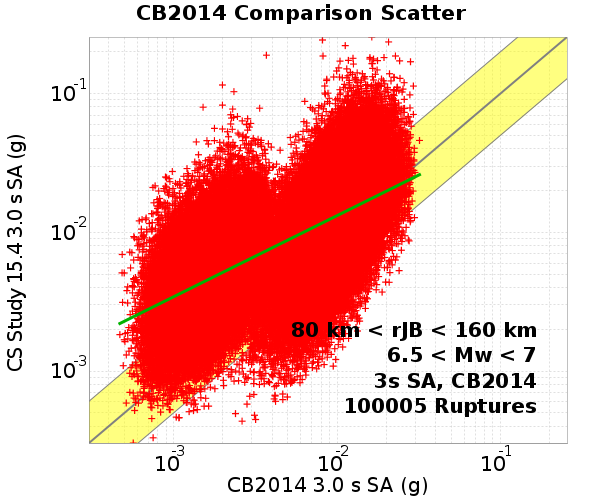 CB2014 Comparison Scatter
CS Study 15.4 3.0 s SA (g)
10-1
10-2
10-3
80 km < rJB < 160 km
6.5 < Mw < 7
3s SA, CB2014
100005 Ruptures
10-3 10-2 10-1
CB2014 3.0 s SA (g)